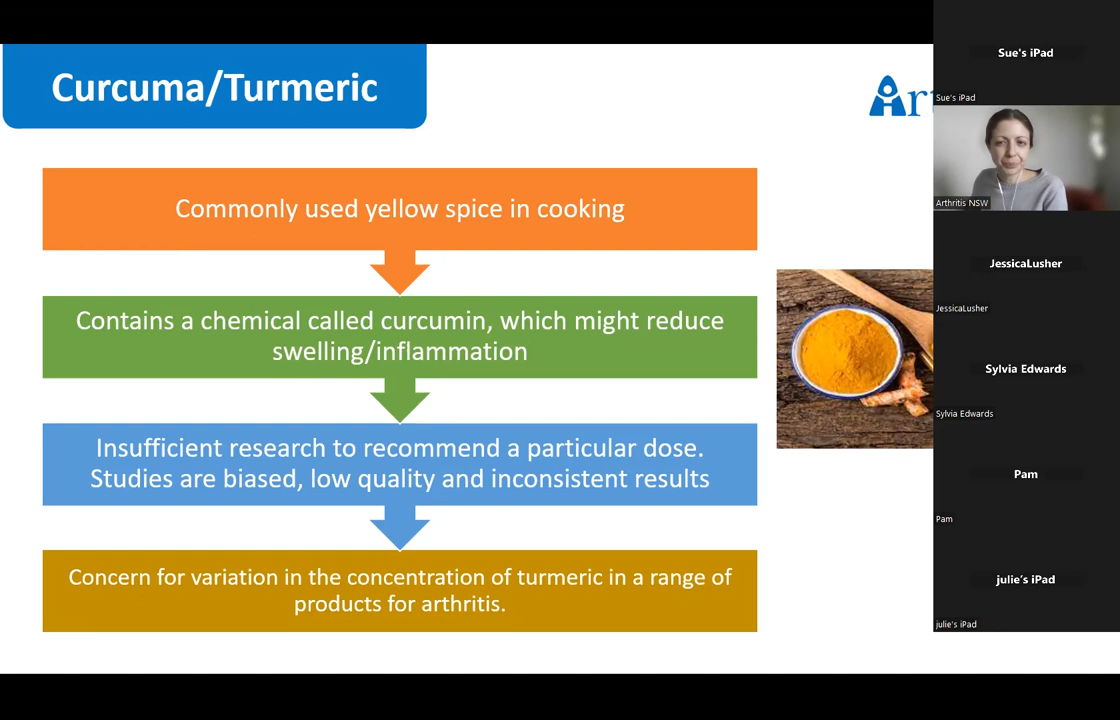 Curcuma/Turmeric
Commonly used yellow spice in cooking
Contains a chemical called curcumin, which might reduce
swelling/inflammation
Insufficient research to recommend a particular dose.
Studies are biased, low quality and inconsistent results
Concern for variation in the concentration of turmeric in a range of
products for arthritis.
Sue's iPad
Sue's iPad
Arthritis NSW
JessicaLusher
JessicaLusher
Sylvia Edwards
Sylvia Edwards
Pam
Pam
julie's iPad
julie's iPad